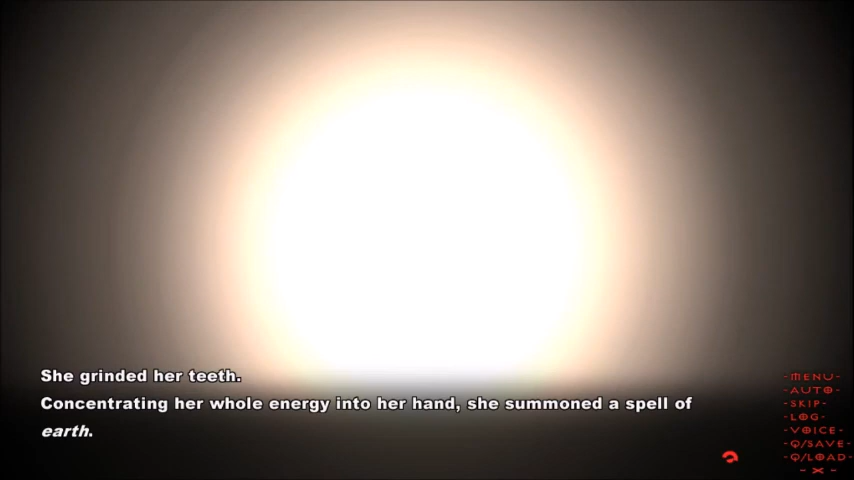 She grinded her teeth.
Concentrating her whole energy into her hand, she summoned a spell of
earth.
-MENU-
-AUTO-
-SKIP-
-LOG-
-VOICE-
-Q/SAVE-
-Q/LOAD-
-X-